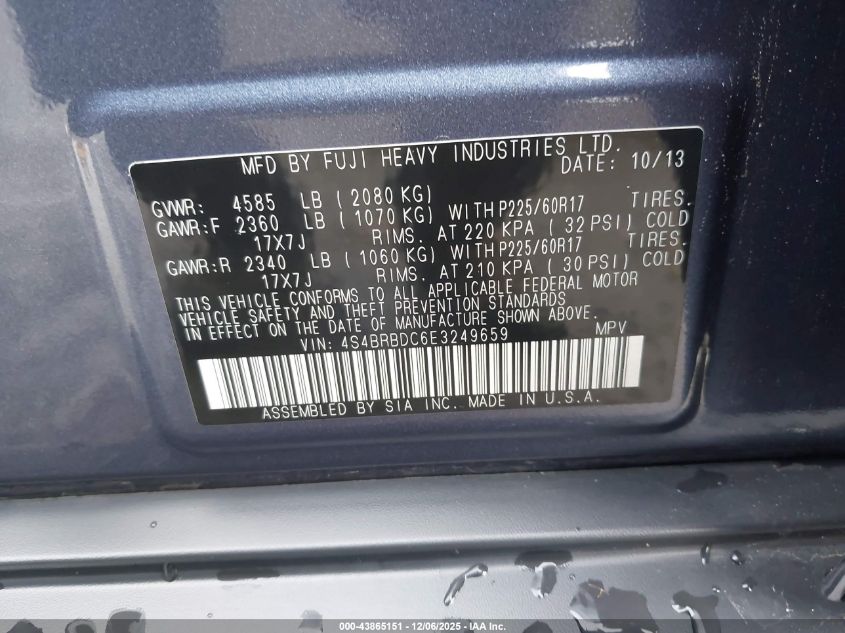 MFD BY FUJI HEAVY INDUSTRIES LTD.
DATE: 10/13
GVWR: 4585 LB ( 2080 KG)
GAWR:F 2360 LB ( 1070 KG) WITH P225/60R17 TIRES.
17X7J RIMS. AT 220 KPA ( 32 PSI) COLD
GAWR:R 2340 LB ( 1060 KG) WITH P225/60R17 TIRES.
17X7J RIMS. AT 210 KPA ( 30 PSI) COLD
THIS VEHICLE CONFORMS TO ALL APPLICABLE FEDERAL MOTOR
VEHICLE SAFETY AND THEFT PREVENTION STANDARDS
IN EFFECT ON THE DATE OF MANUFACTURE SHOWN ABOVE.
VIN: 4S4BRBDC6E3249659 MPV
ASSEMBLED BY SIA INC. MADE IN U.S.A.
000-43865151 - 12/06/2025 - IAA Inc.